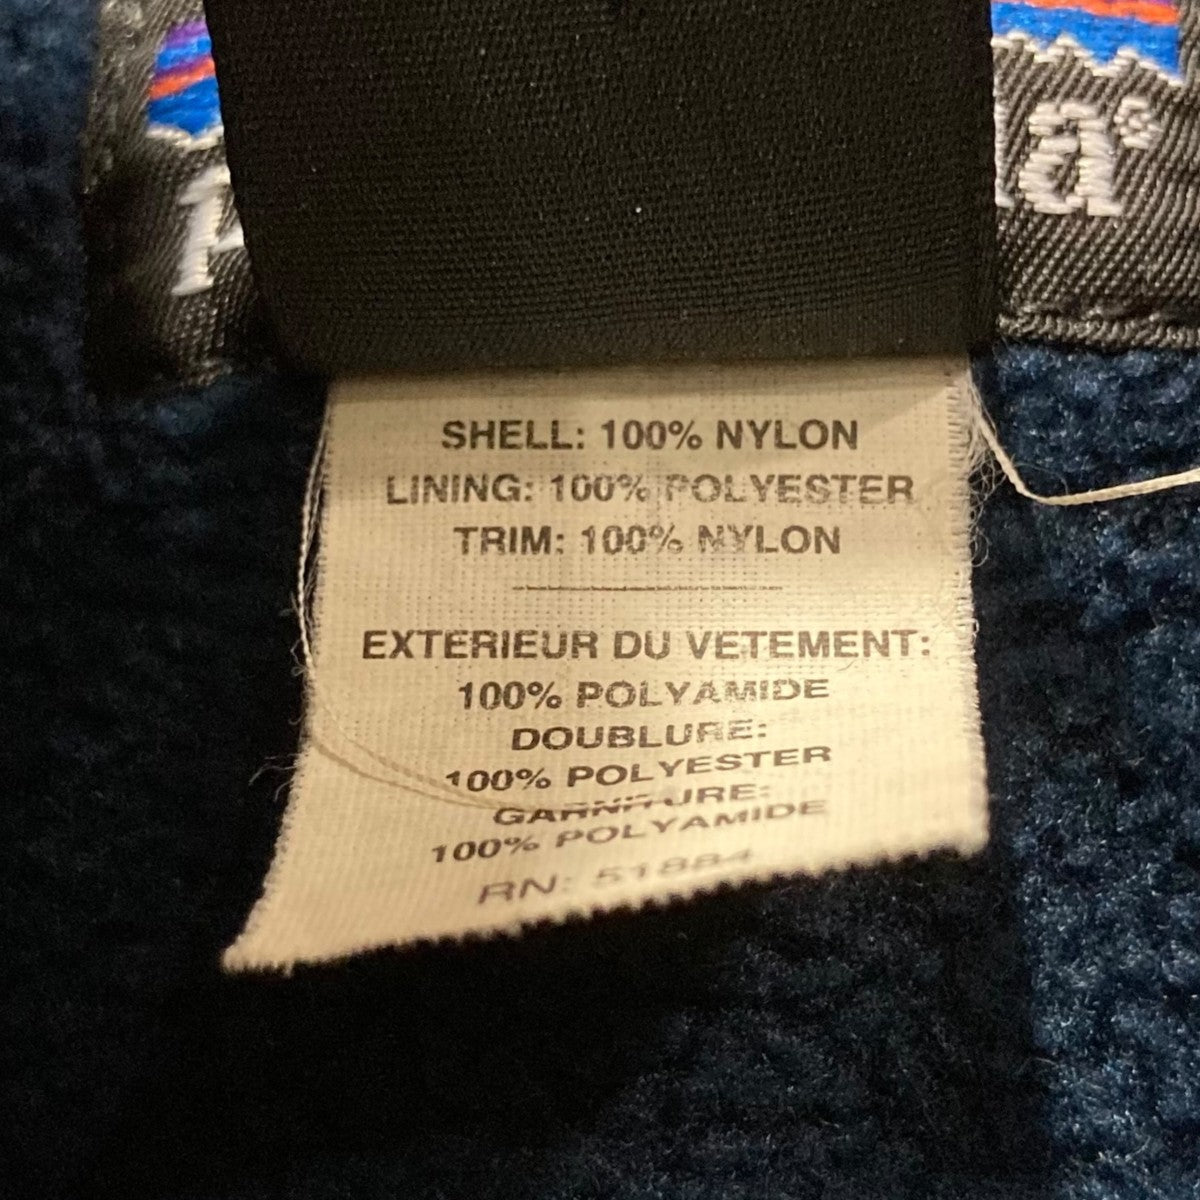 a®
SHELL: 100% NYLON
LINING: 100% POLYESTER
TRIM: 100% NYLON
EXTERIEUR DU VETEMENT:
100% POLYAMIDE
DOUBLURE:
100% POLYESTER
GARNITURE:
100% POLYAMIDE
RN: 51884